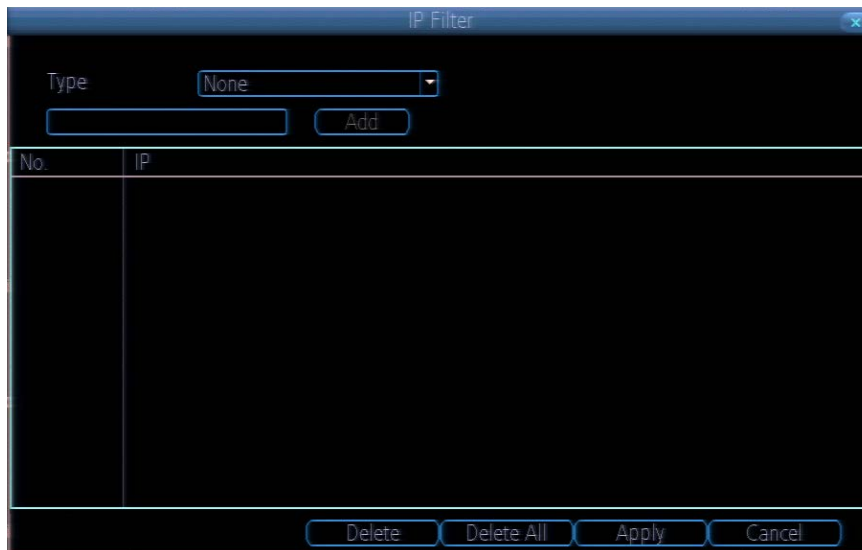 IP Filter
Type None
Add
No. IP
Delete Delete All Apply Cancel